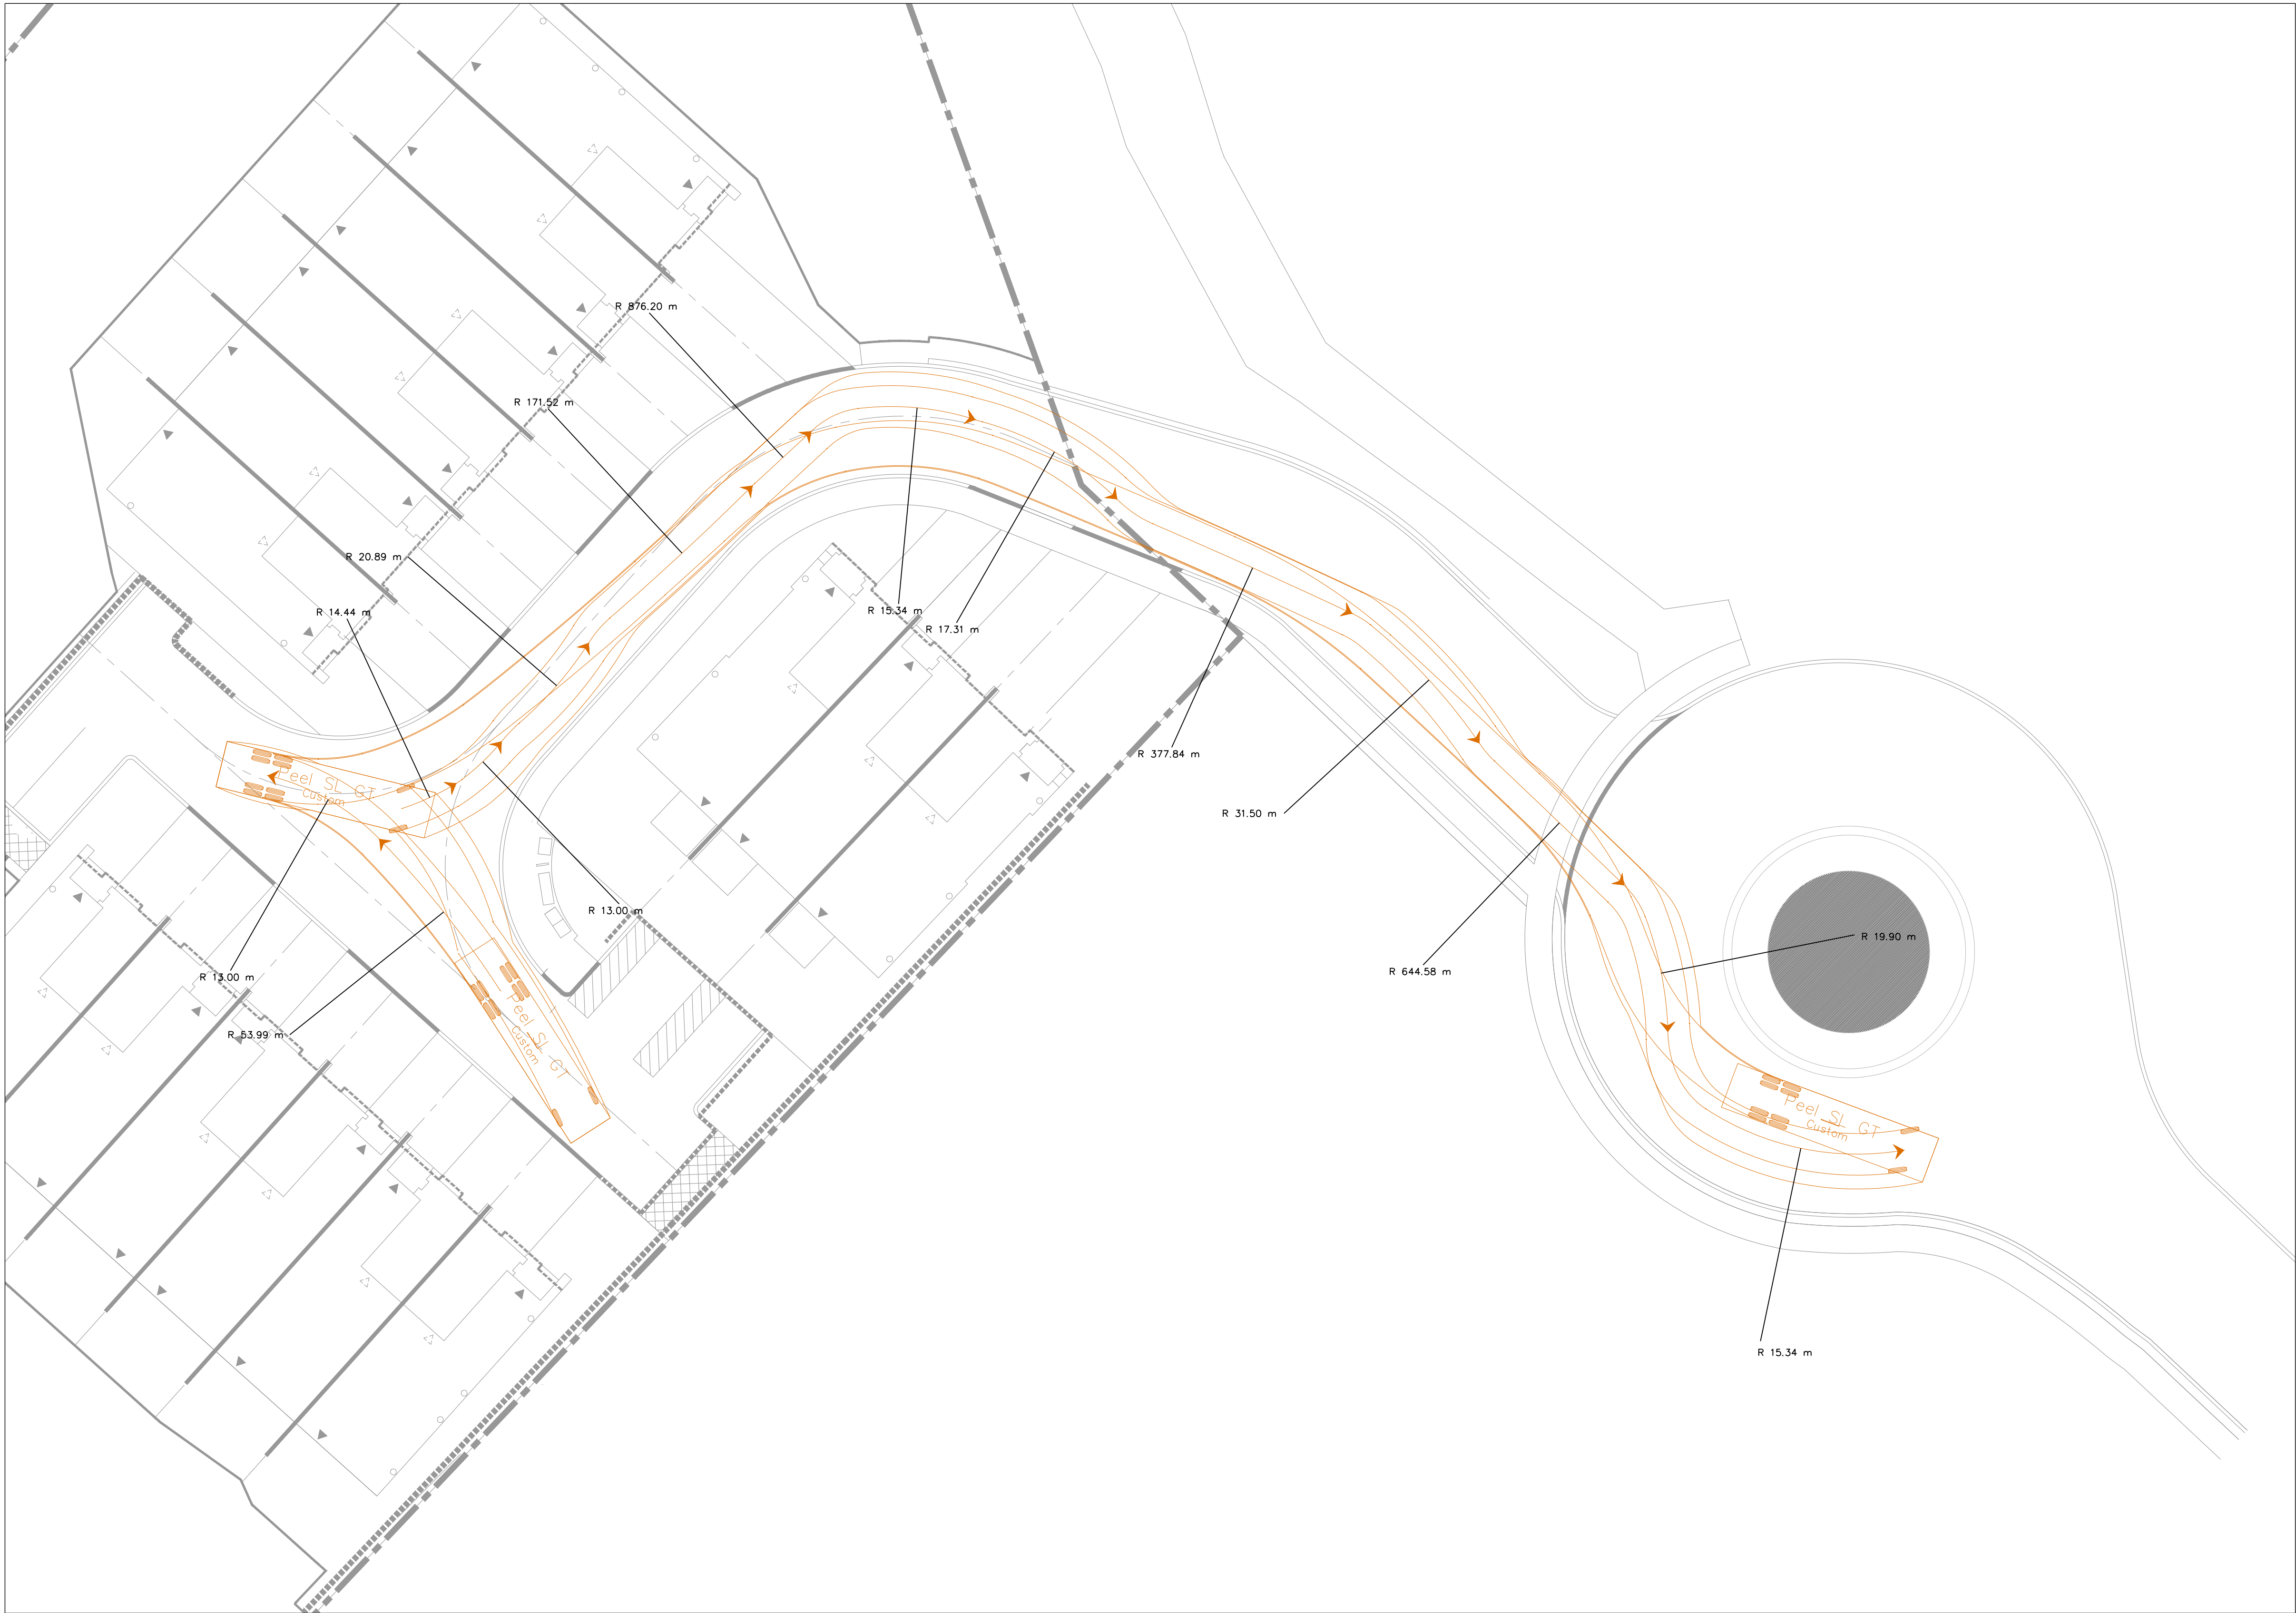 R 876.20 m
R 171.52 m
R 20.89 m
R 14.44 m
R 15.34 m
R 17.31 m
R 377.84 m
Peel SL GT
Custom
R 31.50 m
R 13.00 m
R 19.90 m
R 13.00 m
R 644.58 m
R 53.99 m
Peel SL GT
Custom
Peel SL GT
Custom
R 15.34 m